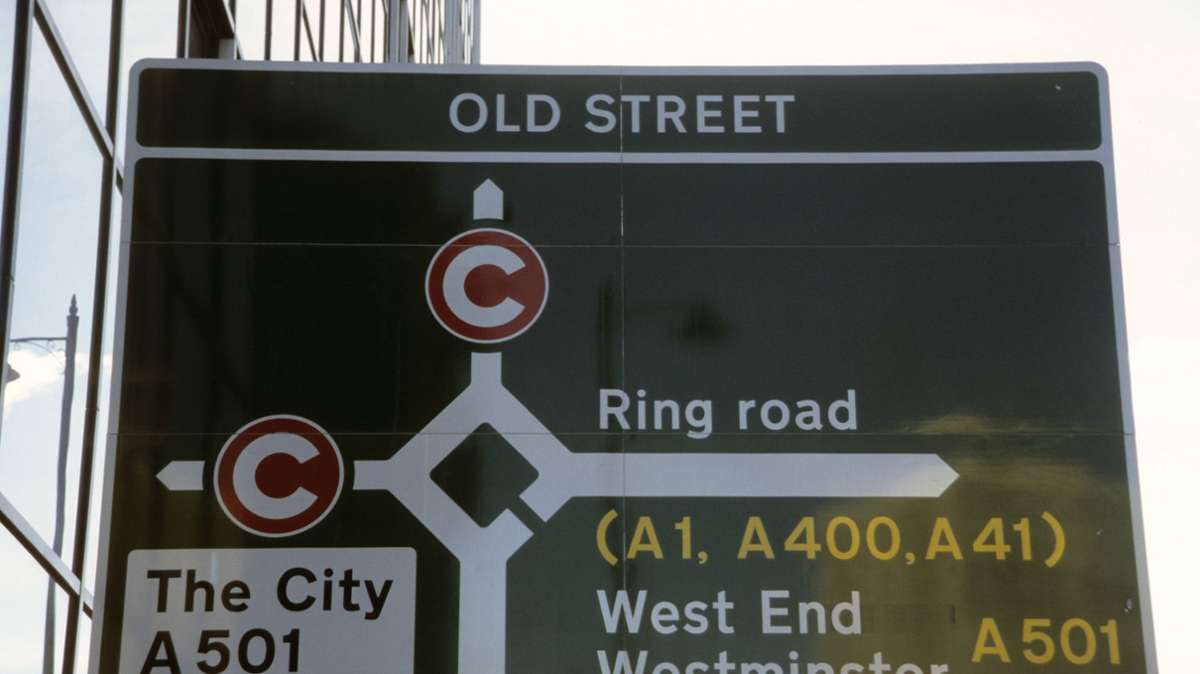 OLD STREET
C
C
Ring road
(A1, A400, A41)
The City
A501
West End
Westminster
A501